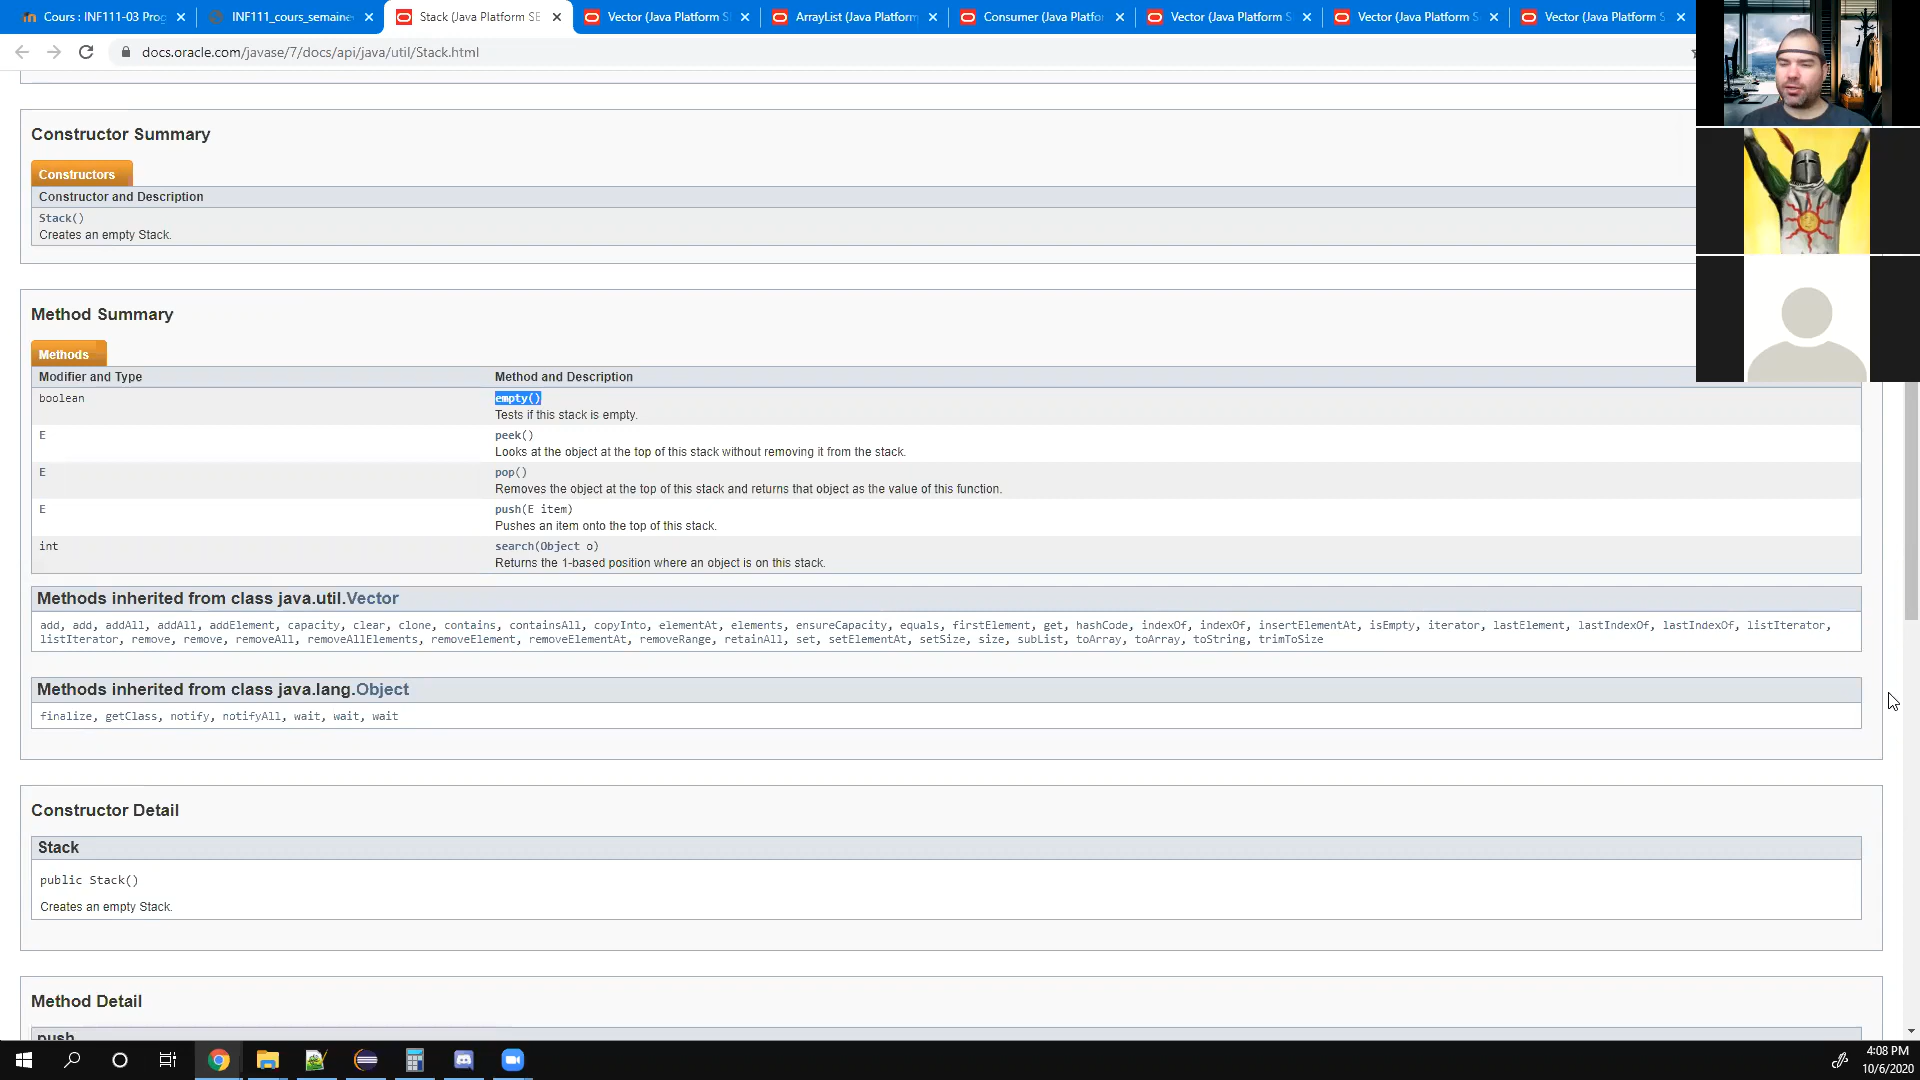 Cours : INF111-03 Prog
INF111_cours_semaine
Stack (Java Platform SE
Vector (Java Platform S
ArrayList (Java Platform
Consumer (Java Platfo
Vector (Java Platform S
Vector (Java Platform S
Vector (Java Platform S
docs.oracle.com/javase/7/docs/api/java/util/Stack.html
Constructor Summary
Constructors
Constructor and Description
Stack()
Creates an empty Stack.
Method Summary
Methods
Modifier and Type Method and Description
boolean empty()
Tests if this stack is empty.
E peek()
Looks at the object at the top of this stack without removing it from the stack.
E pop()
Removes the object at the top of this stack and returns that object as the value of this function.
E push(E item)
Pushes an item onto the top of this stack.
int search(Object o)
Returns the 1-based position where an object is on this stack.
Methods inherited from class java.util.Vector
add, add, addAll, addAll, addElement, capacity, clear, clone, contains, containsAll, copyInto, elementAt, elements, ensureCapacity, equals, firstElement, get, hashCode, indexOf, indexOf, insertElementAt, isEmpty, iterator, lastElement, lastIndexOf, lastIndexOf, listIterator,
listIterator, remove, remove, removeAll, removeAllElements, removeElement, removeElementAt, removeRange, retainAll, set, setElementAt, setSize, size, subList, toArray, toArray, toString, trimToSize
Methods inherited from class java.lang.Object
finalize, getClass, notify, notifyAll, wait, wait, wait
Constructor Detail
Stack
public Stack()
Creates an empty Stack.
Method Detail
push
4:08 PM
10/6/2020